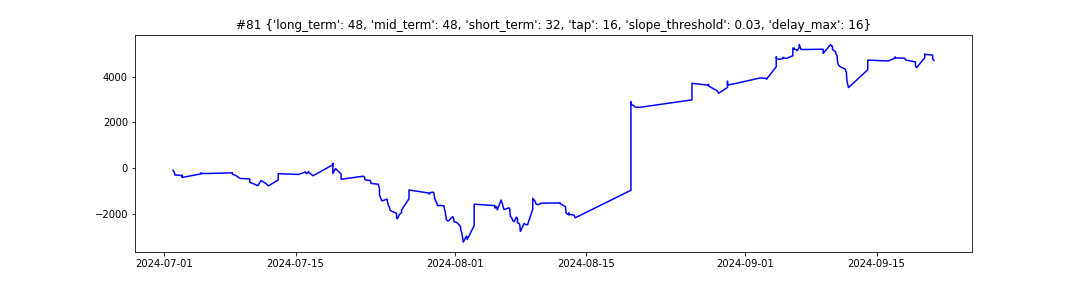 #81 {'long_term': 48, 'mid_term': 48, 'short_term': 32, 'tap': 16, 'slope_threshold': 0.03, 'delay_max': 16}
4000
2000
0
−2000
2024-07-01 2024-07-15 2024-08-01 2024-08-15 2024-09-01 2024-09-15